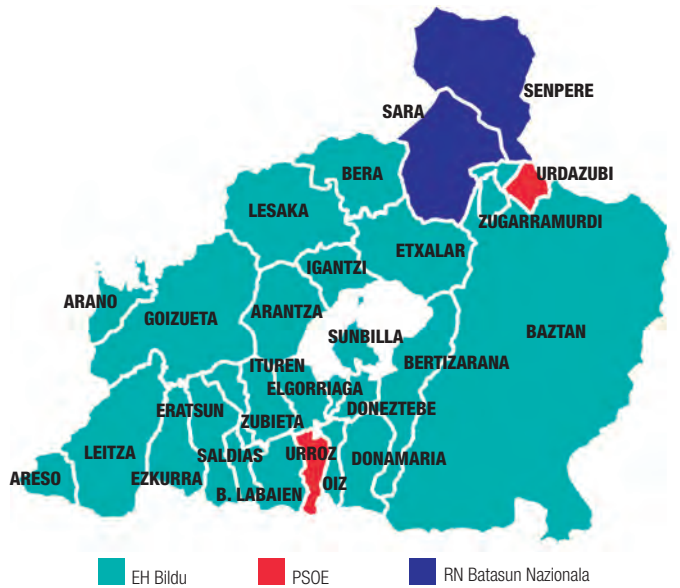 SENPERE
SARA
BERA
URDAZUBI
LESAKA
ZUGARRAMURDI
ETXALAR
IGANTZI
ARANO
GOIZUETA
ARANTZA
SUNBILLA
BAZTAN
BERTIZARANA
ITUREN
ELGORRIAGA
ERATSUN
DONEZTEBE
ZUBIETA
LEITZA
SALDIAS
URROZ
DONAMARIA
ARESO
EZKURRA
OIZ
B. LABAIEN
EH Bildu
PSOE
RN Batasun Nazionala